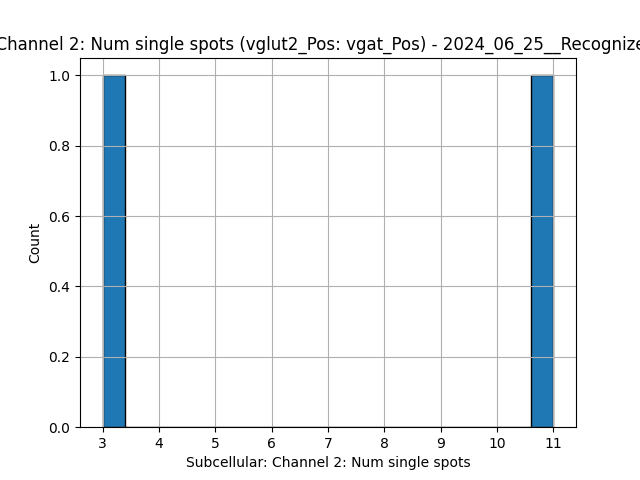 Channel 2: Num single spots (vglut2_Pos: vgat_Pos) - 2024_06_25__Recognize
1.0
0.8
0.6
0.4
0.2
0.0
Count
3 4 5 6 7 8 9 10 11
Subcellular: Channel 2: Num single spots